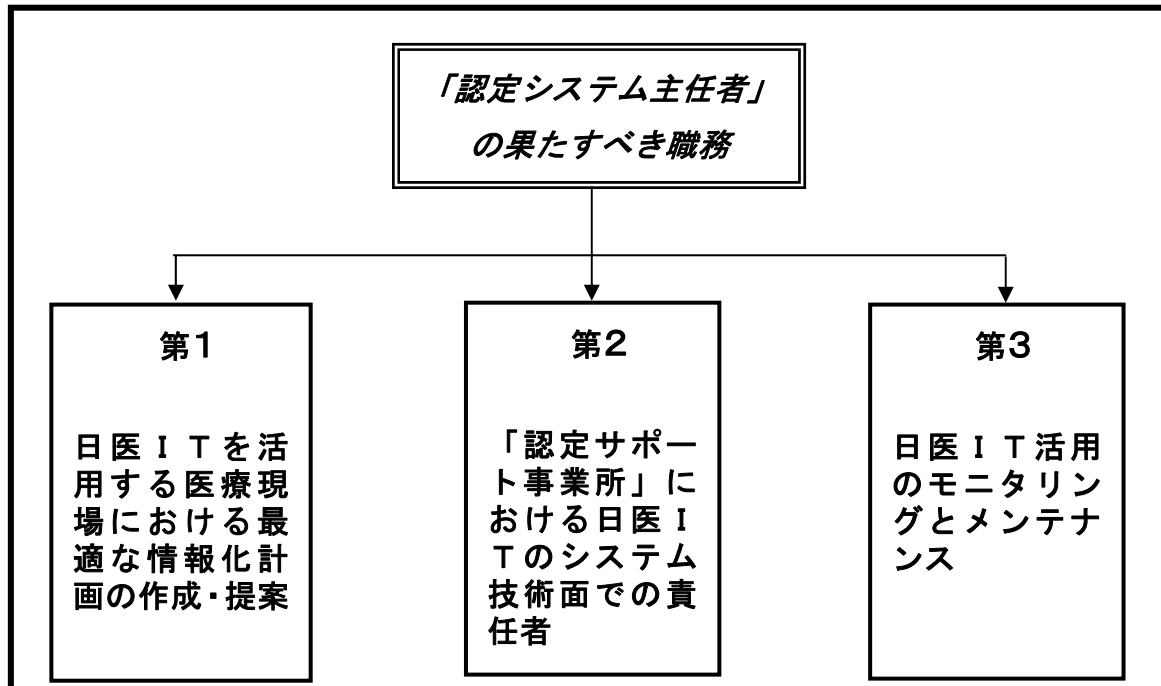 「認定システム主任者」
の果たすべき職務
第1
日医ITを活
用する医療現
場における最
適な情報化計
画の作成・提案
第2
「認定サポー
ト事業所」に
おける日医I
Tのシステム
技術面での責
任者
第3
日医IT活用
のモニタリン
グとメンテナ
ンス